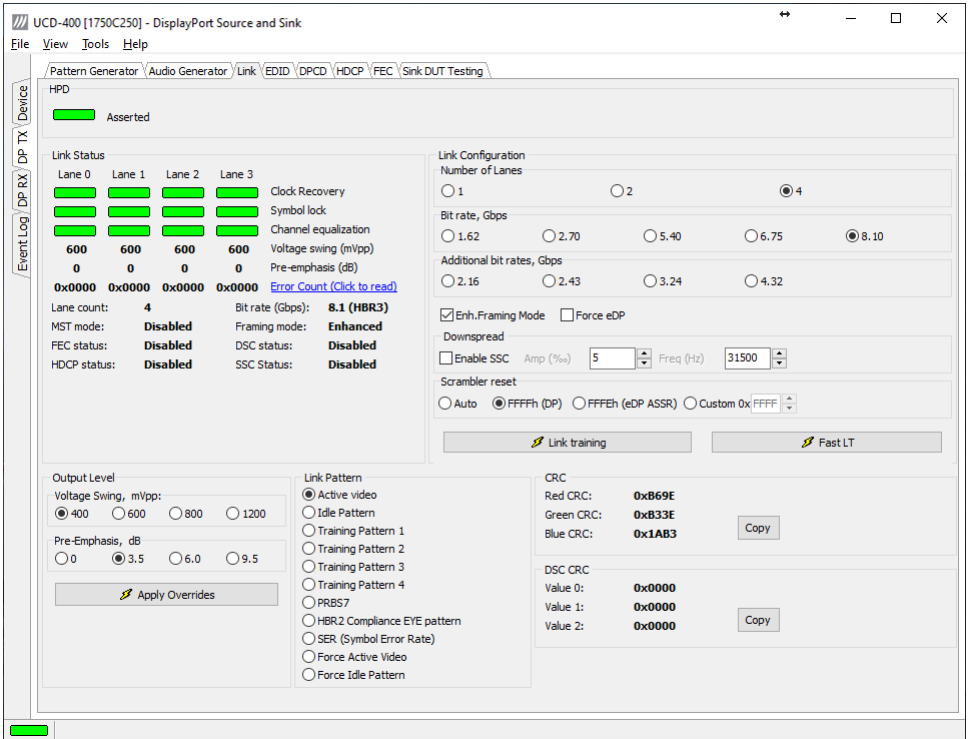 UCD-400 [1750C250] - DisplayPort Source and Sink
File View Tools Help
Pattern Generator Audio Generator Link EDID DPCD HDCP FEC Sink DUT Testing
Device
DP TX
DP RX
Event Log
HPD
Asserted
Link Status
Lane 0 Lane 1 Lane 2 Lane 3
Clock Recovery
Symbol lock
Channel equalization
600 600 600 600 Voltage swing (mVpp)
0 0 0 0 Pre-emphasis (dB)
0x0000 0x0000 0x0000 0x0000 Error Count (Click to read)
Lane count: 4 Bit rate (Gbps): 8.1 (HBR3)
MST mode: Disabled Framing mode: Enhanced
FEC status: Disabled DSC status: Disabled
HDCP status: Disabled SSC Status: Disabled
Link Configuration
Number of Lanes
1 2 4
Bit rate, Gbps
1.62 2.70 5.40 6.75 8.10
Additional bit rates, Gbps
2.16 2.43 3.24 4.32
Enh.Framing Mode Force eDP
Downspread
Enable SSC Amp (‰) 5 Freq (Hz) 31500
Scrambler reset
Auto FFFFh (DP) FFFEh (eDP ASSR) Custom 0x FFFF
Link training Fast LT
Output Level
Voltage Swing, mVpp:
400 600 800 1200
Pre-Emphasis, dB
0 3.5 6.0 9.5
Apply Overrides
Link Pattern
Active video
Idle Pattern
Training Pattern 1
Training Pattern 2
Training Pattern 3
Training Pattern 4
PRBS7
HBR2 Compliance EYE pattern
SER (Symbol Error Rate)
Force Active Video
Force Idle Pattern
CRC
Red CRC: 0xB69E
Green CRC: 0xB33E
Blue CRC: 0x1AB3
Copy
DSC CRC
Value 0: 0x0000
Value 1: 0x0000
Value 2: 0x0000
Copy